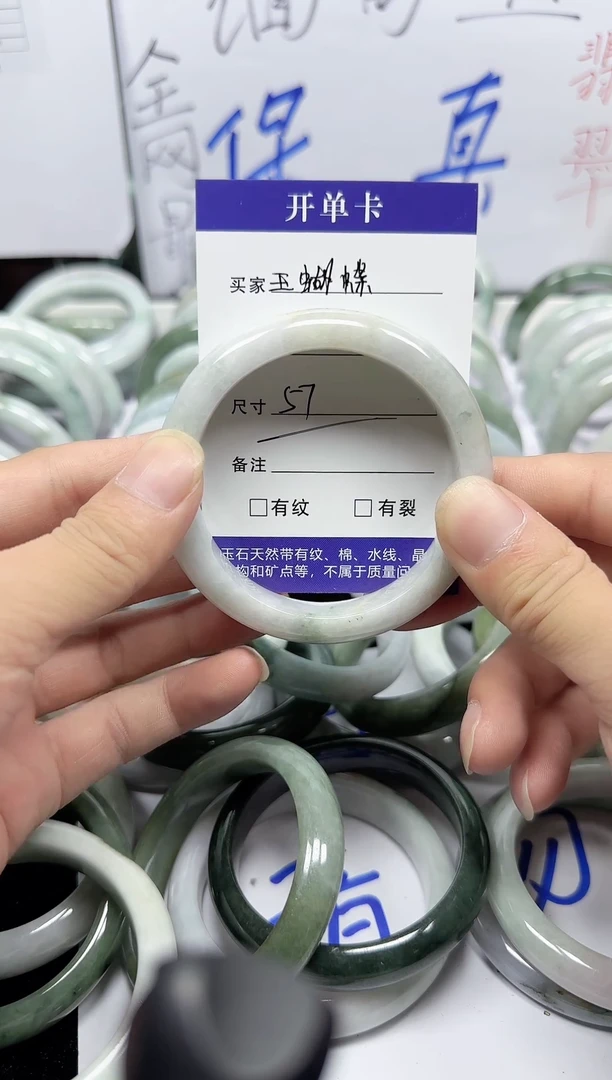 保真
翡翠
开单卡
买家 玉蝴蝶
尺寸 57
备注
□有纹 □有裂
玉石天然带有纹、棉、水线、晶
构和矿点等，不属于质量问